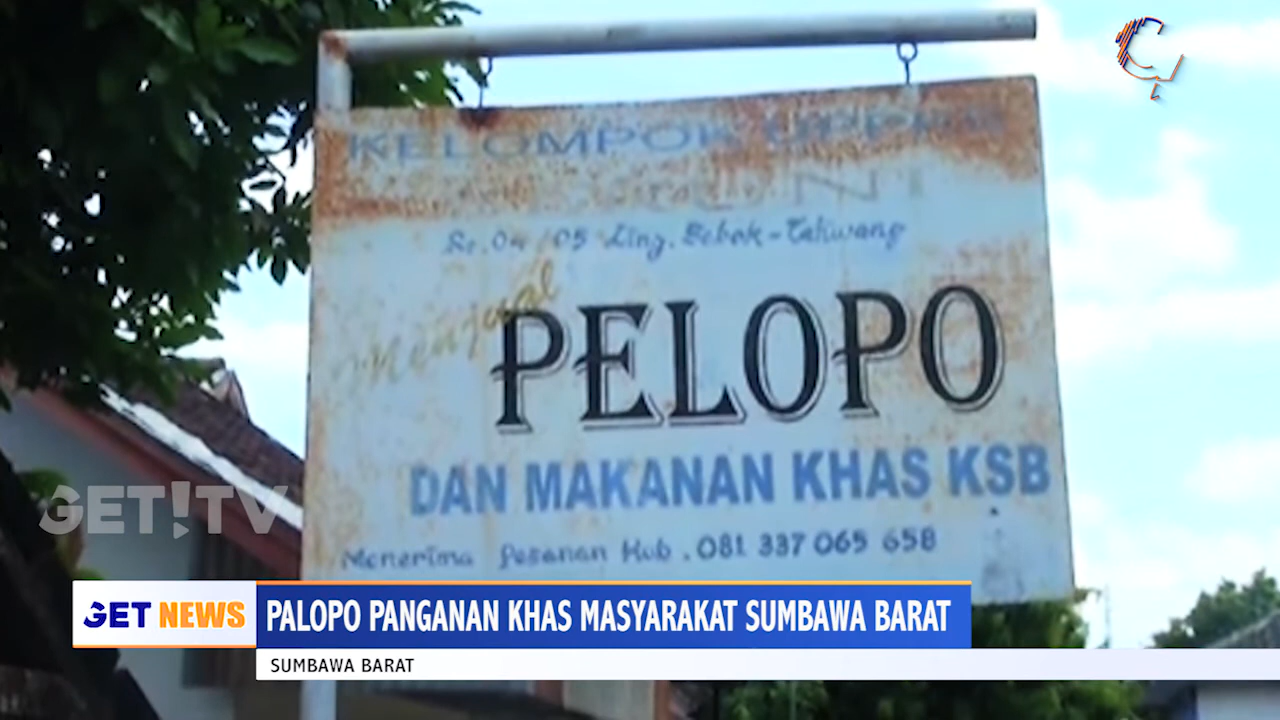 KELOMPOK
Rt. 04 / 05 Ling. Bebok - Taliwang
Menjual
PELOPO
DAN MAKANAN KHAS KSB
Menerima Pesanan Hub . 081 337 065 658
GET!TV
GET NEWS
PALOPO PANGANAN KHAS MASYARAKAT SUMBAWA BARAT
SUMBAWA BARAT